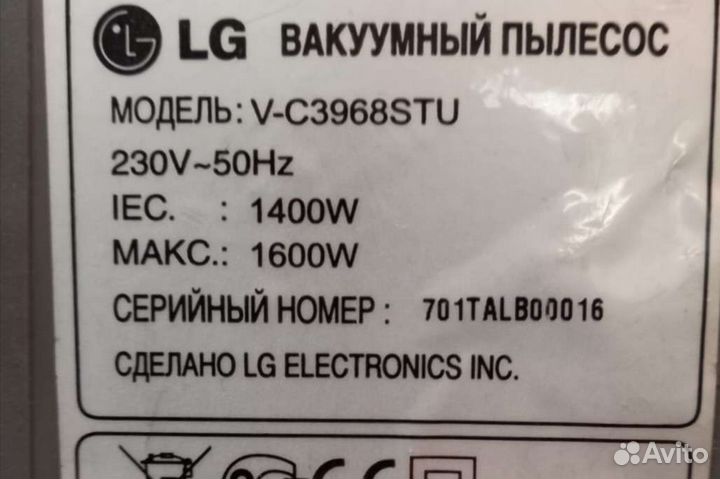 LG ВАКУУМНЫЙ ПЫЛЕСОС
МОДЕЛЬ: V-C3968STU
230V~50Hz
IEC. : 1400W
МАКС.: 1600W
СЕРИЙНЫЙ НОМЕР : 701TALB00016
СДЕЛАНО LG ELECTRONICS INC.
Avito